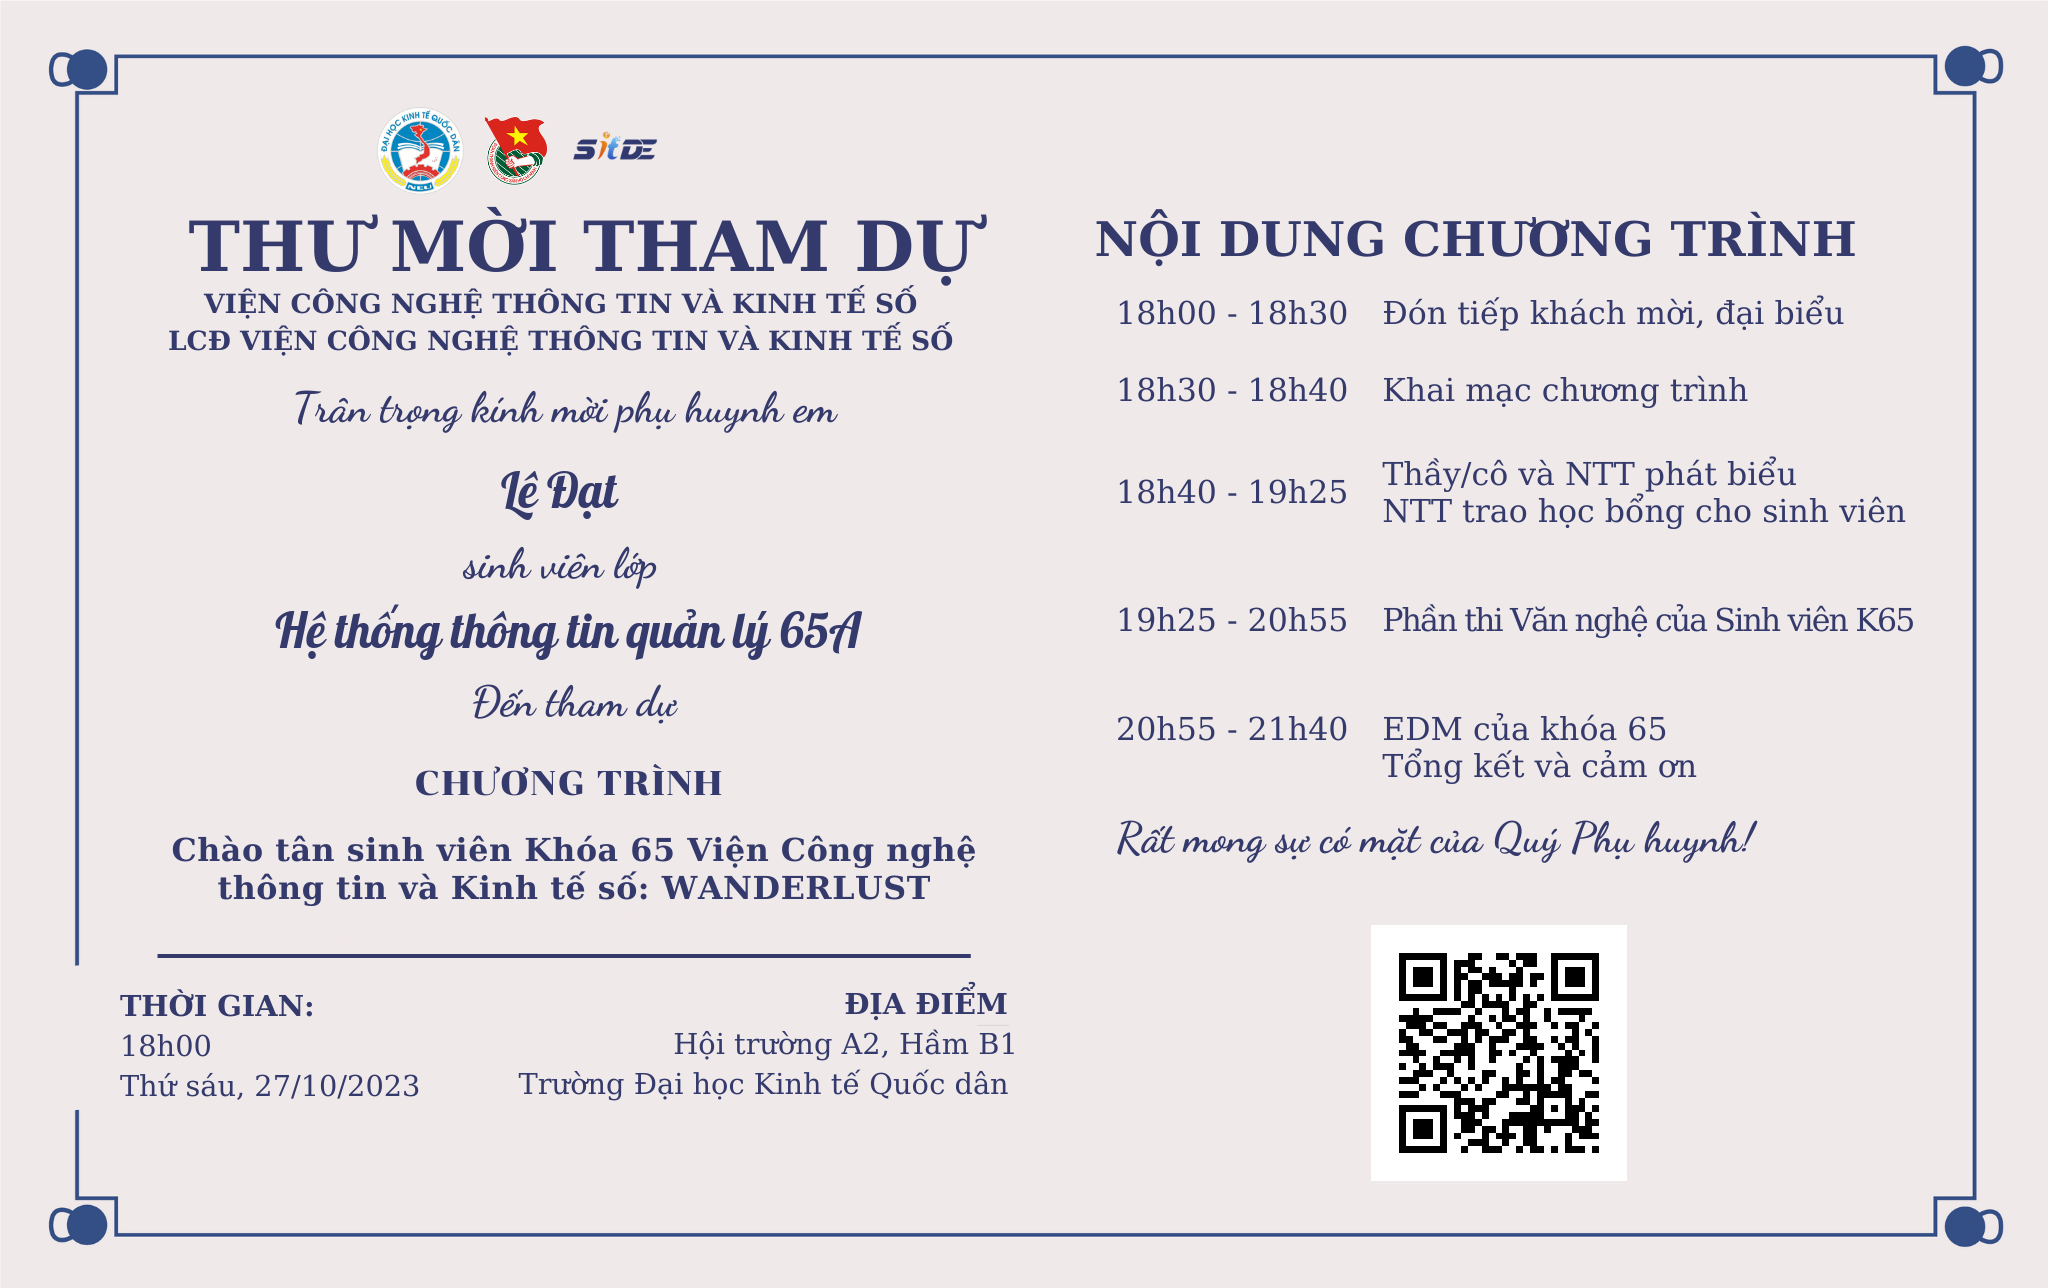 ĐẠI HỌC KINH TẾ QUỐC DÂN
NEU
SitDE
THƯ MỜI THAM DỰ
VIỆN CÔNG NGHỆ THÔNG TIN VÀ KINH TẾ SỐ
LCĐ VIỆN CÔNG NGHỆ THÔNG TIN VÀ KINH TẾ SỐ
Trân trọng kính mời phụ huynh em
Lê Đạt
sinh viên lớp
Hệ thống thông tin quản lý 65A
Đến tham dự
CHƯƠNG TRÌNH
Chào tân sinh viên Khóa 65 Viện Công nghệ
thông tin và Kinh tế số: WANDERLUST
THỜI GIAN:
18h00
Thứ sáu, 27/10/2023
ĐỊA ĐIỂM
Hội trường A2, Hầm B1
Trường Đại học Kinh tế Quốc dân
NỘI DUNG CHƯƠNG TRÌNH
18h00 - 18h30 Đón tiếp khách mời, đại biểu
18h30 - 18h40 Khai mạc chương trình
18h40 - 19h25 Thầy/cô và NTT phát biểu
NTT trao học bổng cho sinh viên
19h25 - 20h55 Phần thi Văn nghệ của Sinh viên K65
20h55 - 21h40 EDM của khóa 65
Tổng kết và cảm ơn
Rất mong sự có mặt của Quý Phụ huynh!